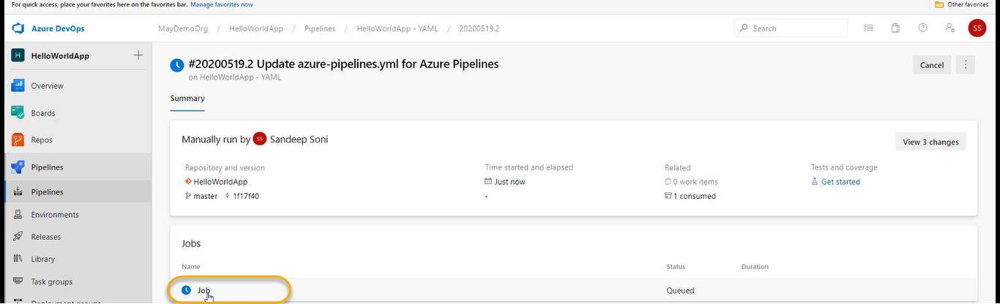 For quick access, place your favorites here on the favorites bar. Manage favorites now
Other favorites
Azure DevOps
MayDemoOrg / HelloWorldApp / Pipelines / HelloWorldApp - YAML / 20200519.2
Search
SS
H HelloWorldApp
Overview
Boards
Repos
Pipelines
Pipelines
Environments
Releases
Library
Task groups
Deployment groups
#20200519.2 Update azure-pipelines.yml for Azure Pipelines
on HelloWorldApp - YAML
Cancel
Summary
Manually run by SS Sandeep Soni
View 3 changes
Repository and version
HelloWorldApp
master 1f17f40
Time started and elapsed
Just now
-
Related
0 work items
1 consumed
Tests and coverage
Get started
Jobs
Name Status Duration
Job Queued